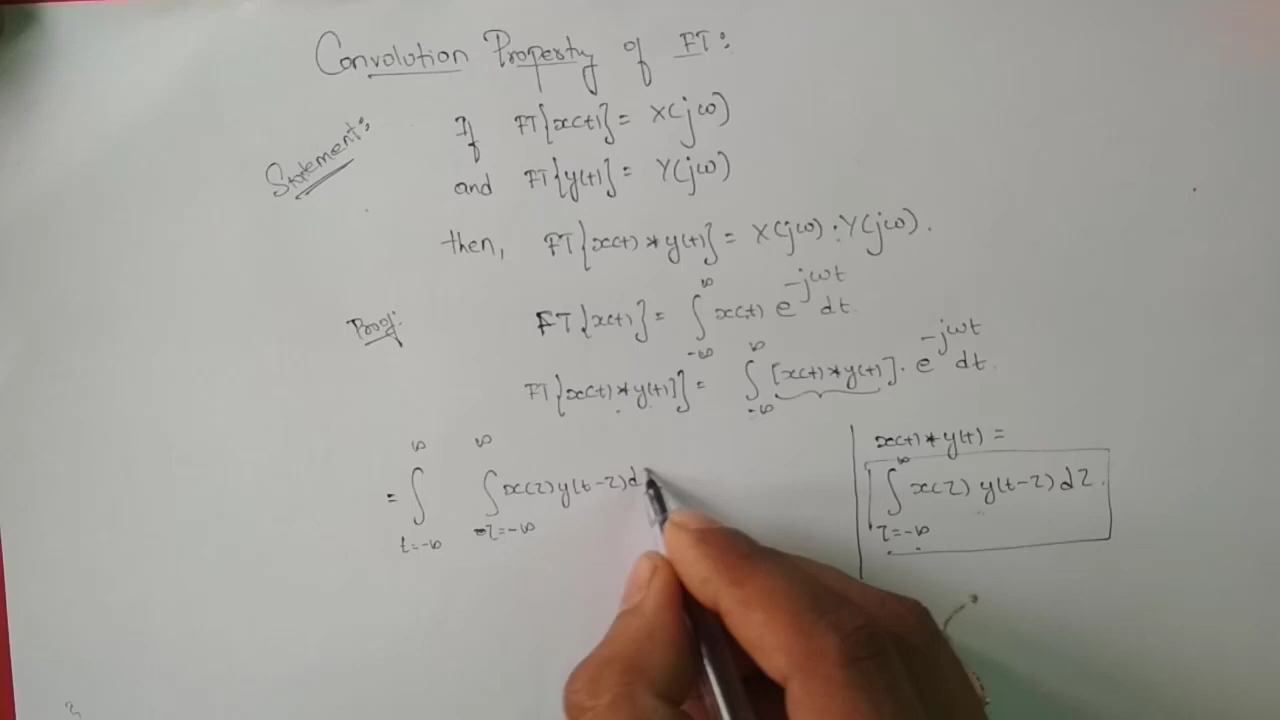 Convolution Property of FT:
Statement:
If FT{x(t)} = X(jω)
and FT{y(t)} = Y(jω)
then, FT{x(t) * y(t)} = X(jω) . Y(jω).
Proof: FT{x(t)} = ∫_{-∞}^{∞} x(t) e^{-jωt} dt.
FT{x(t) * y(t)} = ∫_{-∞}^{∞} [x(t) * y(t)] . e^{-jωt} dt.
= ∫_{t=-∞}^{∞} ∫_{τ=-∞}^{∞} x(τ) y(t-τ) d
x(t) * y(t) =
∫_{τ=-∞}^{∞} x(τ) y(t-τ) dτ.